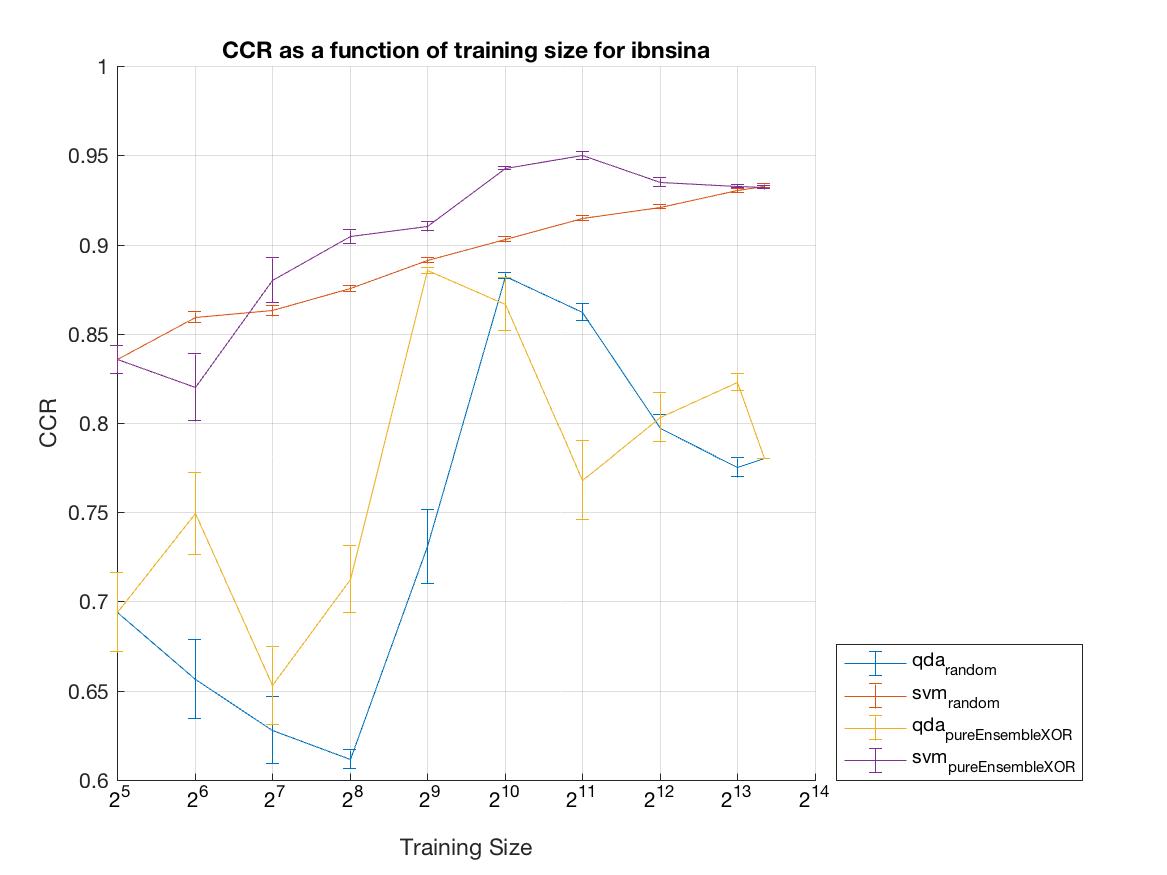 CCR as a function of training size for ibnsina
1
0.95
0.9
0.85
0.8
0.75
0.7
0.65
0.6
CCR
2^5 2^6 2^7 2^8 2^9 2^10 2^11 2^12 2^13 2^14
Training Size
qda_random
svm_random
qda_pureEnsembleXOR
svm_pureEnsembleXOR